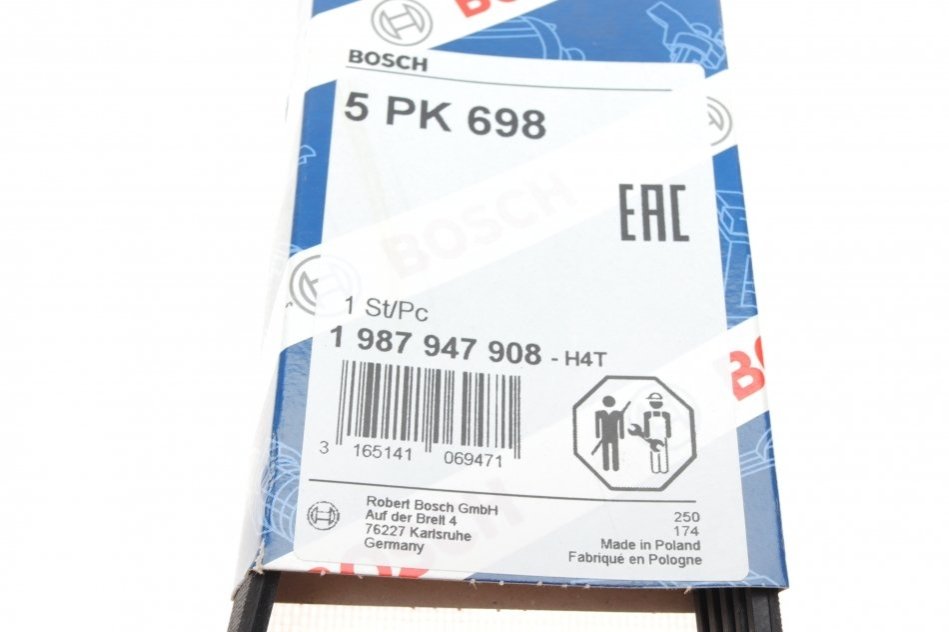 BOSCH
5 PK 698
EAC
BOSCH
1 St/Pc
1 987 947 908 - H4T
3 165141 069471
Robert Bosch GmbH
Auf der Breit 4
76227 Karlsruhe
Germany
250
174
Made in Poland
Fabriqué en Pologne